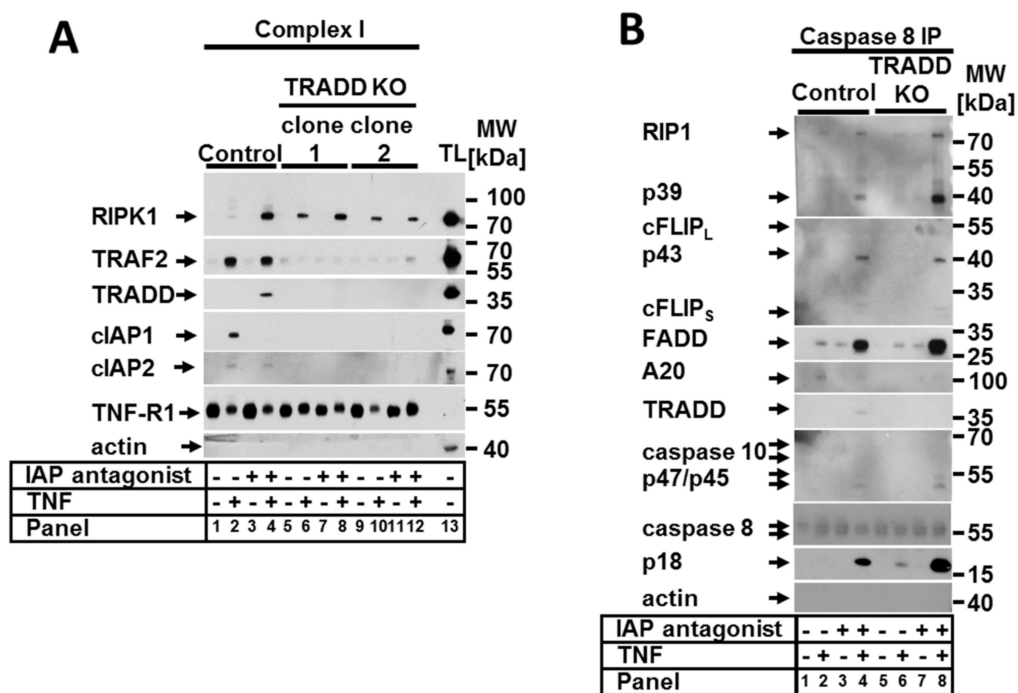 A
Complex I
TRADD KO
clone clone
Control 1 2 TL
MW
[kDa]
RIPK1
100
70
TRAF2
70
55
TRADD
35
cIAP1
70
cIAP2
70
TNF-R1
55
actin
40
IAP antagonist - - + + - - + + - - + + -
TNF - + - + - + - + - + - + -
Panel 1 2 3 4 5 6 7 8 9 10 11 12 13
B
Caspase 8 IP
TRADD
Control KO
MW
[kDa]
RIP1
70
55
p39
40
cFLIPL
55
p43
40
35
cFLIPS
FADD
35
25
A20
100
TRADD
35
caspase 10
70
p47/p45
55
caspase 8
55
p18
15
actin
40
IAP antagonist - - + + - - + +
TNF - + - + - + - +
Panel 1 2 3 4 5 6 7 8